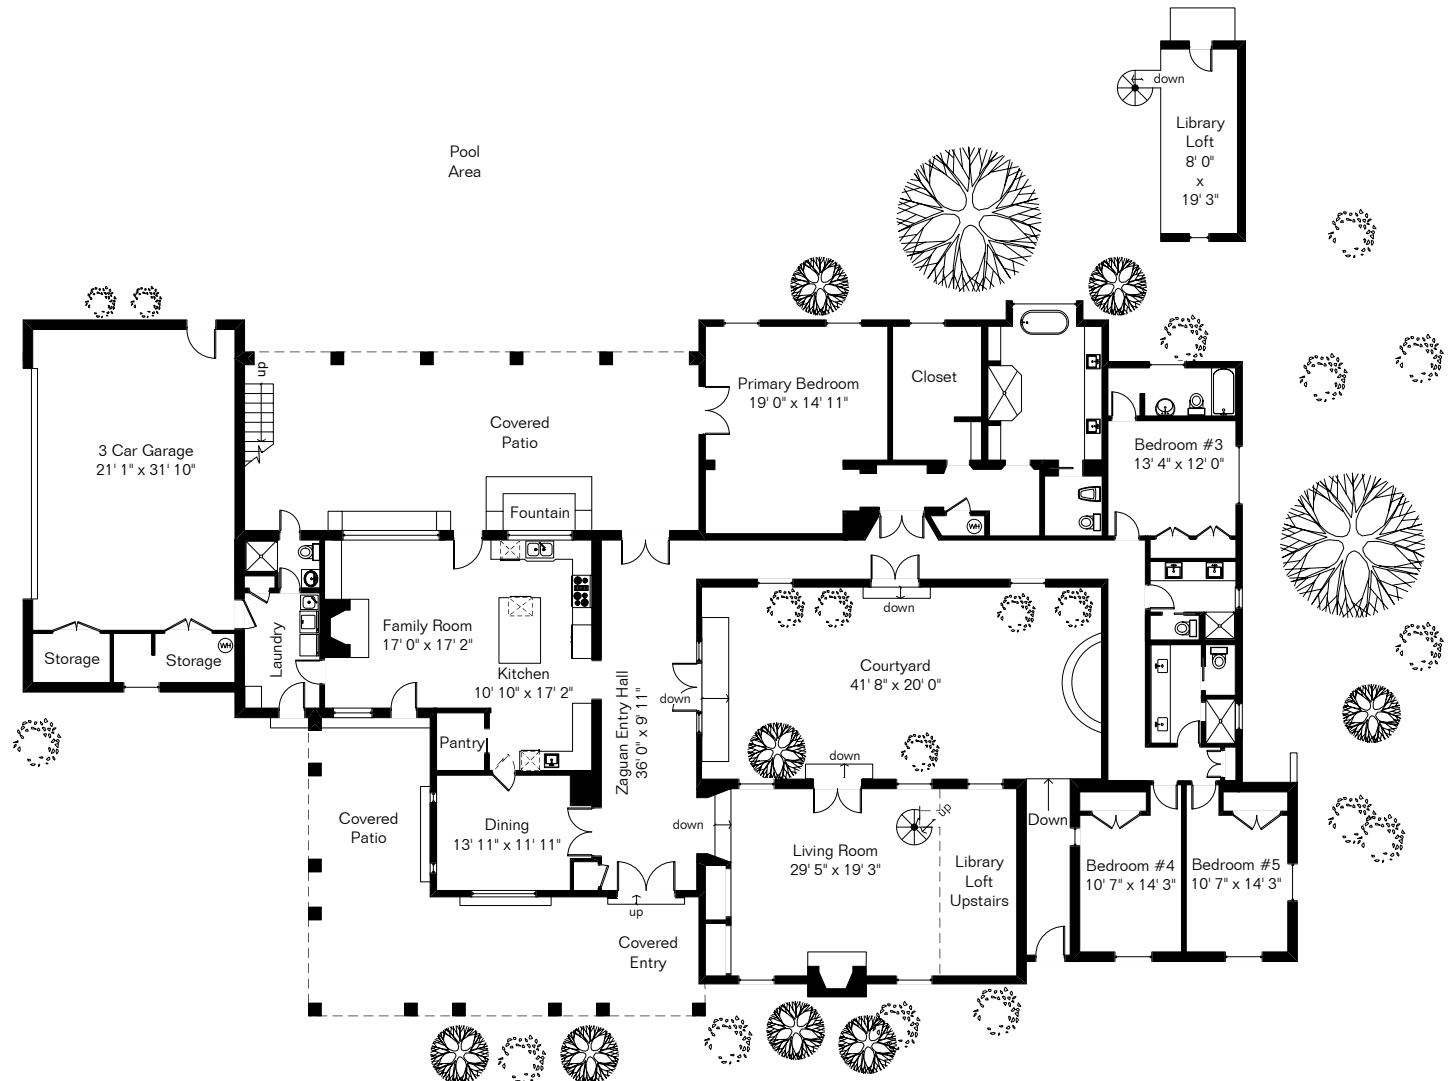 down
Library
Loft
8' 0"
x
19' 3"
Pool
Area
up
Primary Bedroom
19' 0" x 14' 11"
Closet
Covered
Patio
3 Car Garage
21' 1" x 31' 10"
Bedroom #3
13' 4" x 12' 0"
Fountain
WH
down
Family Room
17' 0" x 17' 2"
Laundry
WH
Storage
Storage
Kitchen
10' 10" x 17' 2"
Courtyard
41' 8" x 20' 0"
down
Zaguan Entry Hall
36' 0" x 9' 11"
Pantry
down
up
Down
Covered
Patio
Dining
13' 11" x 11' 11"
down
Living Room
29' 5" x 19' 3"
Library
Loft
Upstairs
Bedroom #4
10' 7" x 14' 3"
Bedroom #5
10' 7" x 14' 3"
up
Covered
Entry